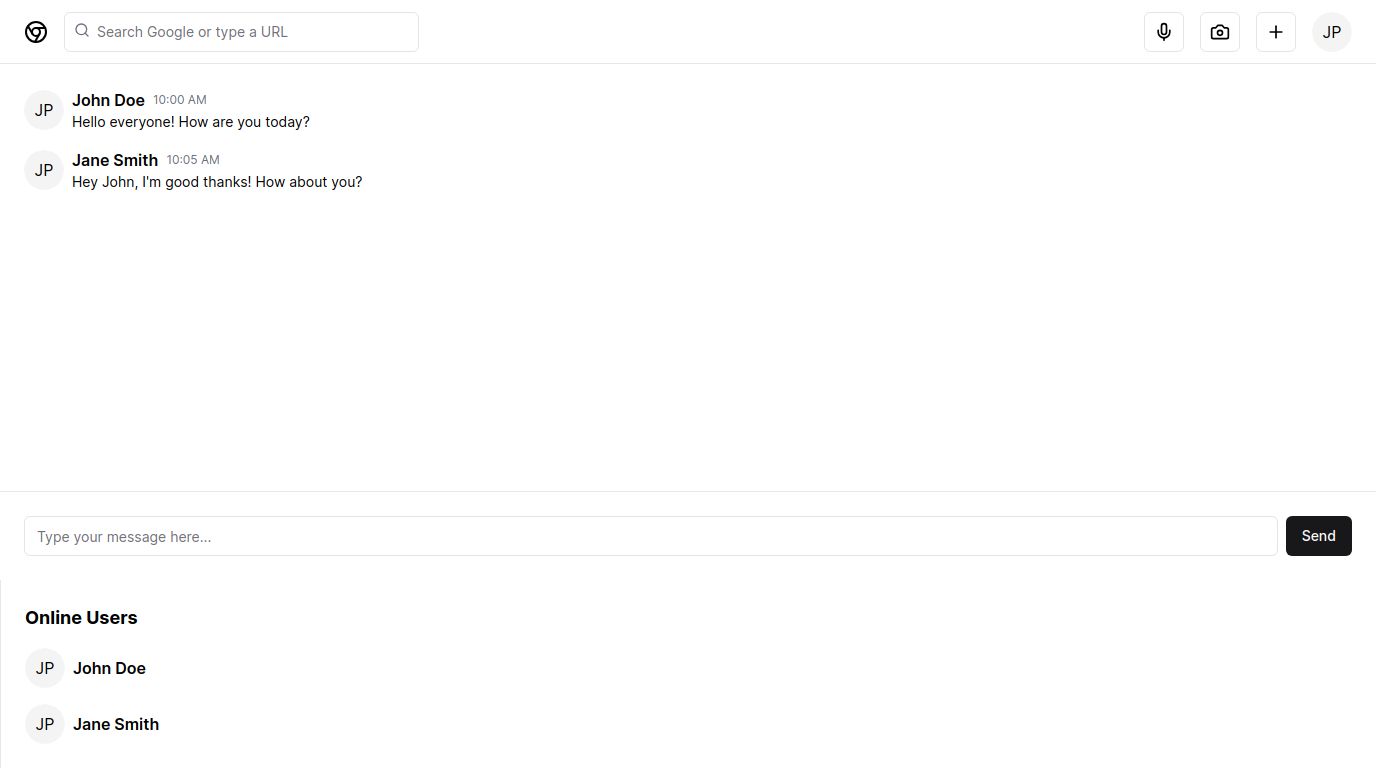 Search Google or type a URL
JP
JP
John Doe 10:00 AM
Hello everyone! How are you today?
JP
Jane Smith 10:05 AM
Hey John, I'm good thanks! How about you?
Type your message here...
Send
Online Users
JP
John Doe
JP
Jane Smith